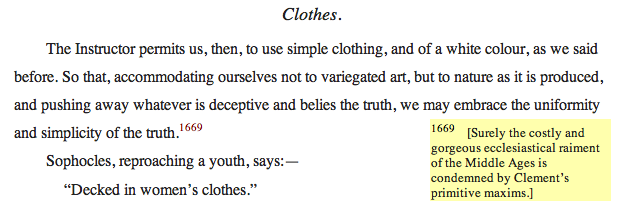 Clothes.
The Instructor permits us, then, to use simple clothing, and of a white colour, as we said
before. So that, accommodating ourselves not to variegated art, but to nature as it is produced,
and pushing away whatever is deceptive and belies the truth, we may embrace the uniformity
and simplicity of the truth.1669
Sophocles, reproaching a youth, says:—
“Decked in women’s clothes.”
1669 [Surely the costly and
gorgeous ecclesiastical raiment
of the Middle Ages is
condemned by Clement’s
primitive maxims.]